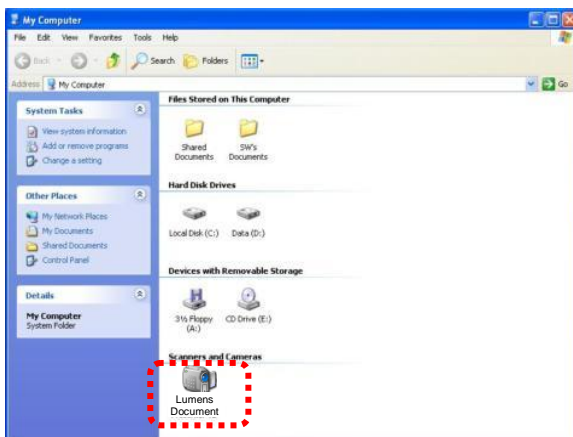 My Computer
File Edit View Favorites Tools Help
Back Search Folders
Address My Computer Go
System Tasks
View system information
Add or remove programs
Change a setting
Other Places
My Network Places
My Documents
Shared Documents
Control Panel
Details
My Computer
System Folder
Files Stored on This Computer
Shared Documents
SW's Documents
Hard Disk Drives
Local Disk (C:) Data (D:)
Devices with Removable Storage
3½ Floppy (A:)
CD Drive (E:)
Scanners and Cameras
Lumens
Document